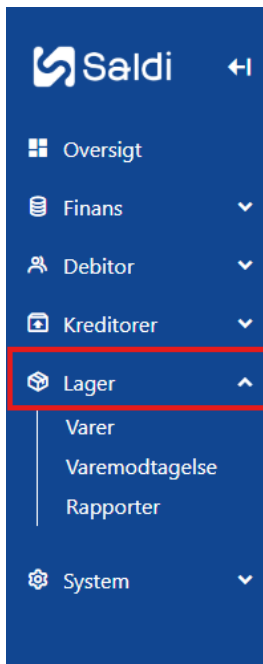 Saldi
Oversigt
Finans
Debitor
Kreditorer
Lager
Varer
Varemodtagelse
Rapporter
System